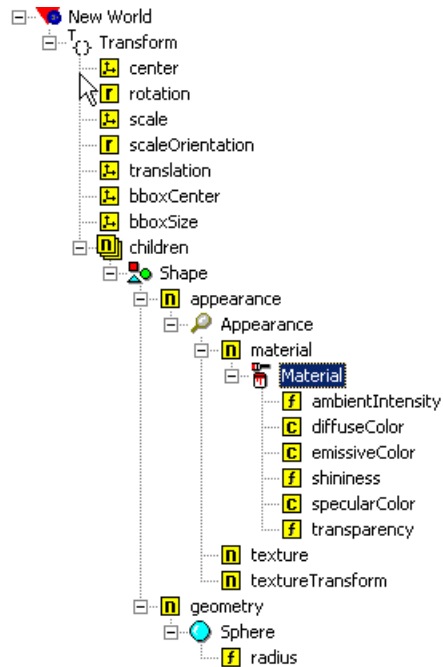 New World
Transform
center
rotation
scale
scaleOrientation
translation
bboxCenter
bboxSize
children
Shape
appearance
Appearance
material
Material
ambientIntensity
diffuseColor
emissiveColor
shininess
specularColor
transparency
texture
textureTransform
geometry
Sphere
radius